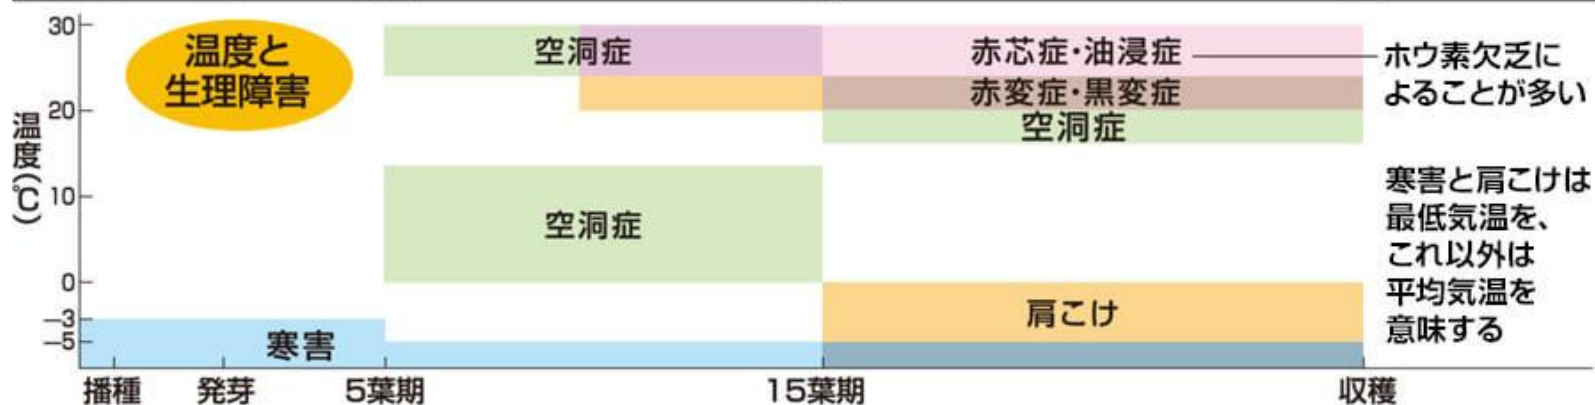 温度と
生理障害
温度(℃)
30
20
10
0
−3
−5
空洞症
赤芯症・油浸症
赤変症・黒変症
空洞症
空洞症
肩こけ
寒害
ホウ素欠乏に
よることが多い
寒害と肩こけは
最低気温を、
これ以外は
平均気温を
意味する
播種
発芽
5葉期
15葉期
収穫